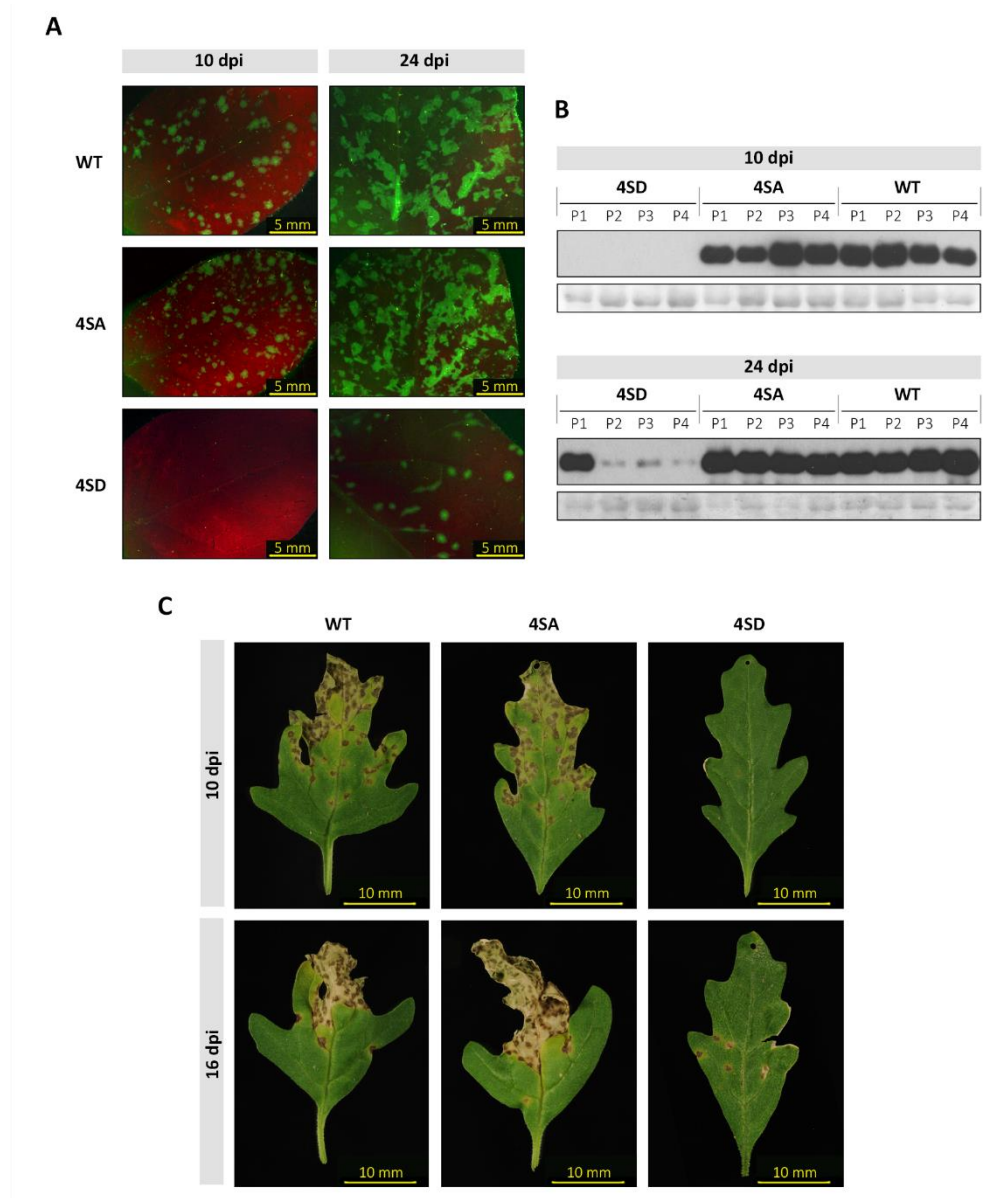 A
10 dpi 24 dpi
WT
5 mm 5 mm
4SA
5 mm 5 mm
4SD
5 mm 5 mm
B
10 dpi
4SD 4SA WT
P1 P2 P3 P4 P1 P2 P3 P4 P1 P2 P3 P4
24 dpi
4SD 4SA WT
P1 P2 P3 P4 P1 P2 P3 P4 P1 P2 P3 P4
C
WT 4SA 4SD
10 dpi
10 mm 10 mm 10 mm
16 dpi
10 mm 10 mm 10 mm